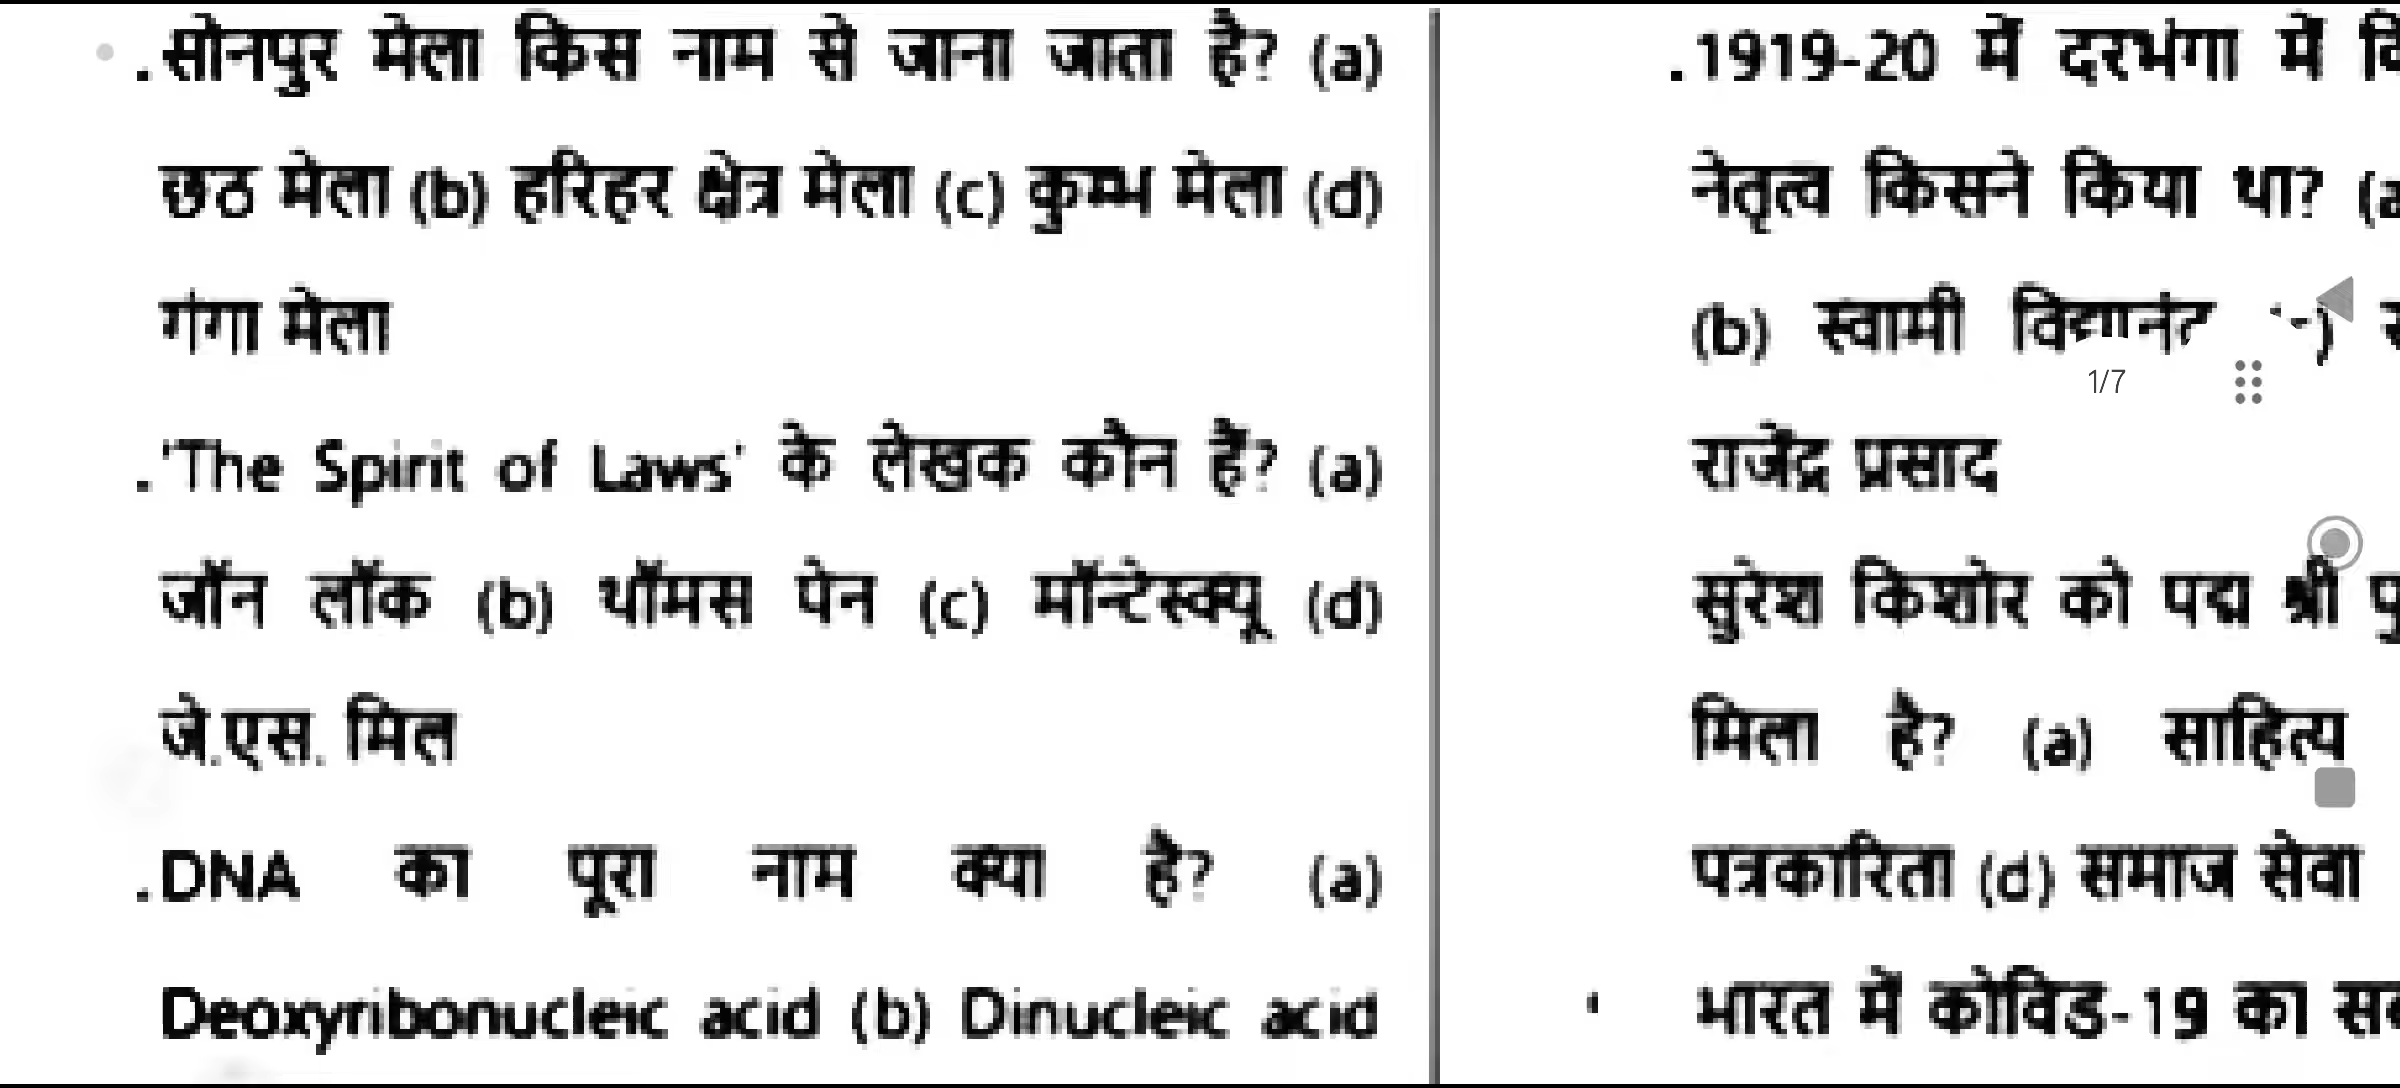 .सोनपुर मेला किस नाम से जाना जाता है? (a)
छठ मेला (b) हरिहर क्षेत्र मेला (c) कुम्भ मेला (d)
गंगा मेला
.'The Spirit of Laws' के लेखक कौन हैं? (a)
जॉन लॉक (b) थॉमस पेन (c) मॉन्टेस्क्यू (d)
जे.एस. मिल
.DNA का पूरा नाम क्या है? (a)
Deoxyribonucleic acid (b) Dinucleic acid
.1919-20 में दरभंगा में
नेतृत्व किसने किया था?
(b) स्वामी
1/7
राजेंद्र प्रसाद
सुरेश किशोर को पद्म श्री
मिला है? (a) साहित्य
पत्रकारिता (d) समाज सेवा
भारत में कोविड-19 का